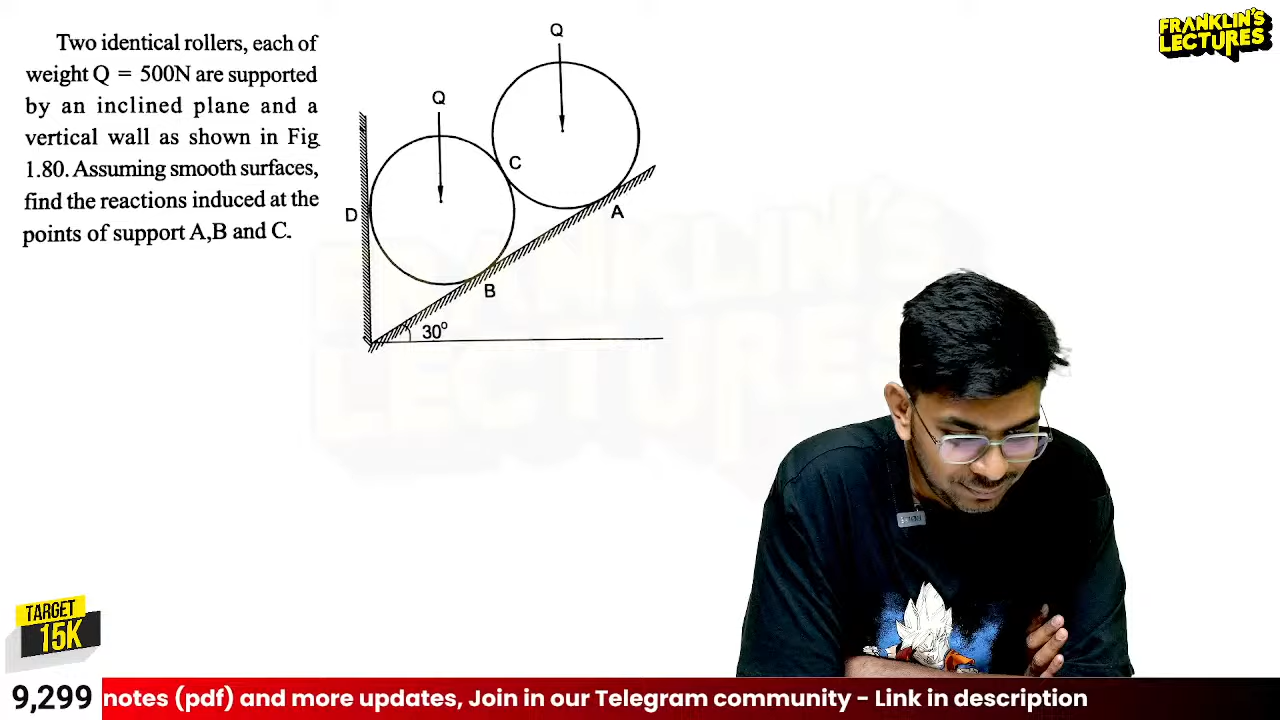 Two identical rollers, each of
weight Q = 500N are supported
by an inclined plane and a
vertical wall as shown in Fig
1.80. Assuming smooth surfaces,
find the reactions induced at the
points of support A,B and C.
Q
Q
C
D
A
B
30°
FRANKLIN'S
LECTURES
FRANKLIN'S
LECTURES
TARGET
15K
9,299
notes (pdf) and more updates, Join in our Telegram community - Link in description